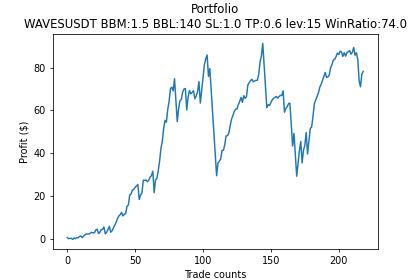 Portfolio
WAVESUSDT BBM:1.5 BBL:140 SL:1.0 TP:0.6 lev:15 WinRatio:74.0
Profit ($)
80
60
40
20
0
0 50 100 150 200
Trade counts